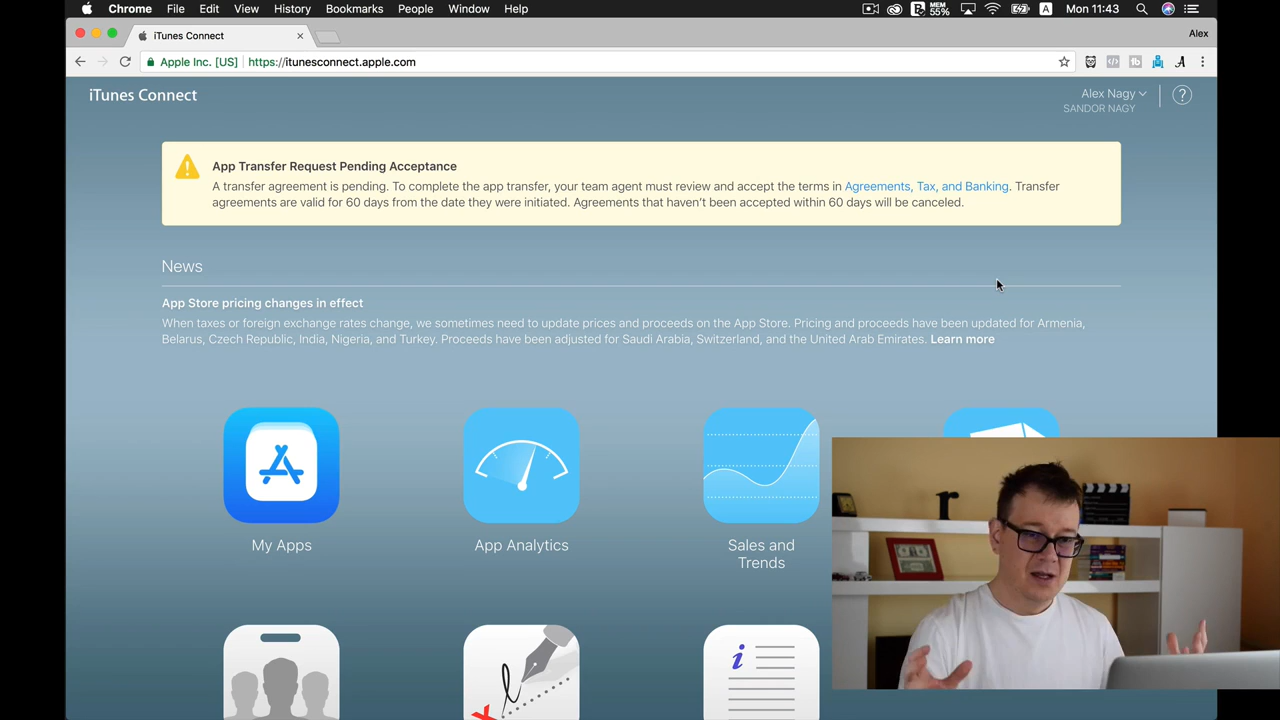 Chrome File Edit View History Bookmarks People Window Help
MEM 55% A Mon 11:43
iTunes Connect
Alex
Apple Inc. [US] https://itunesconnect.apple.com
iTunes Connect
Alex Nagy
SANDOR NAGY
?
App Transfer Request Pending Acceptance
A transfer agreement is pending. To complete the app transfer, your team agent must review and accept the terms in Agreements, Tax, and Banking. Transfer
agreements are valid for 60 days from the date they were initiated. Agreements that haven't been accepted within 60 days will be canceled.
News
App Store pricing changes in effect
When taxes or foreign exchange rates change, we sometimes need to update prices and proceeds on the App Store. Pricing and proceeds have been updated for Armenia,
Belarus, Czech Republic, India, Nigeria, and Turkey. Proceeds have been adjusted for Saudi Arabia, Switzerland, and the United Arab Emirates. Learn more
My Apps
App Analytics
Sales and
Trends